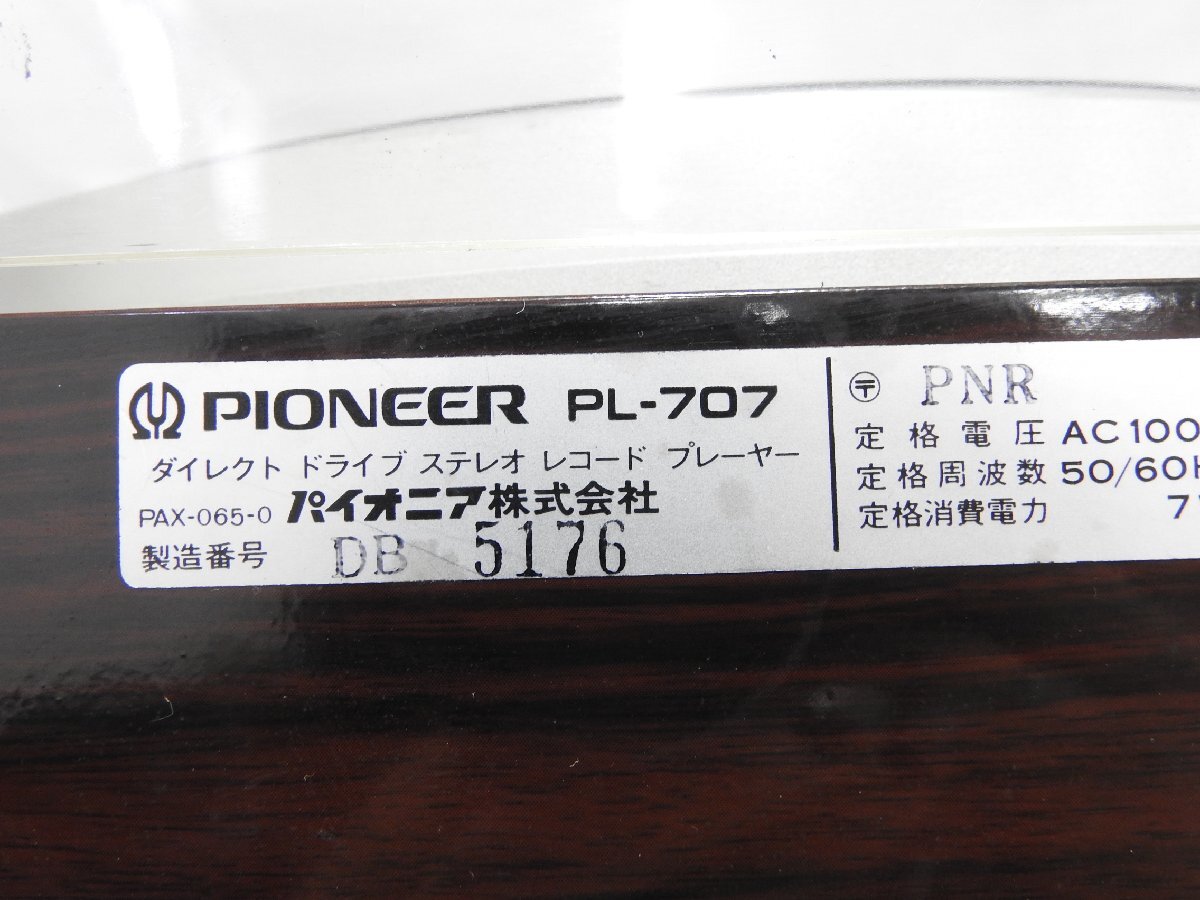 PIONEER PL-707
ダイレクト ドライブ ステレオ レコード プレーヤー
PAX-065-0 パイオニア株式会社
製造番号 DB 5176
〒 PNR
定格電圧 AC100
定格周波数 50/60H
定格消費電力 7